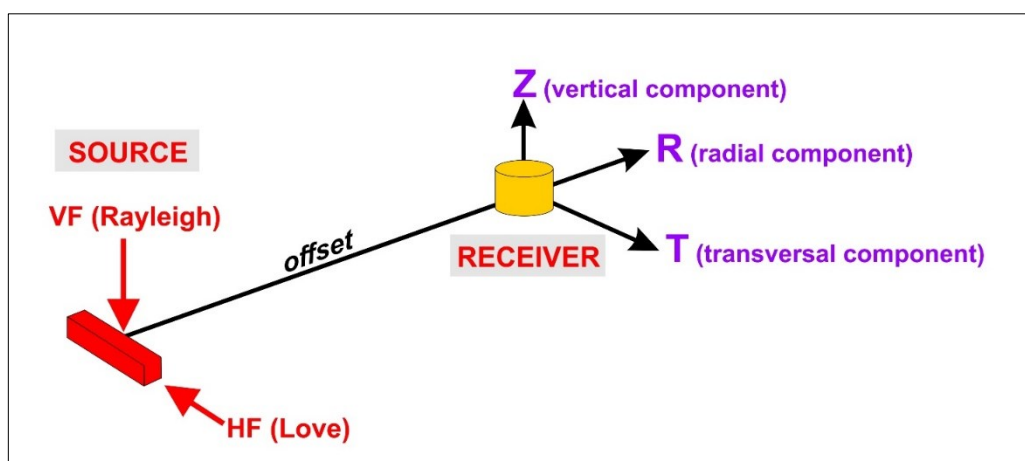 Z (vertical component)
SOURCE
R (radial component)
VF (Rayleigh)
offset
RECEIVER
T (transversal component)
HF (Love)